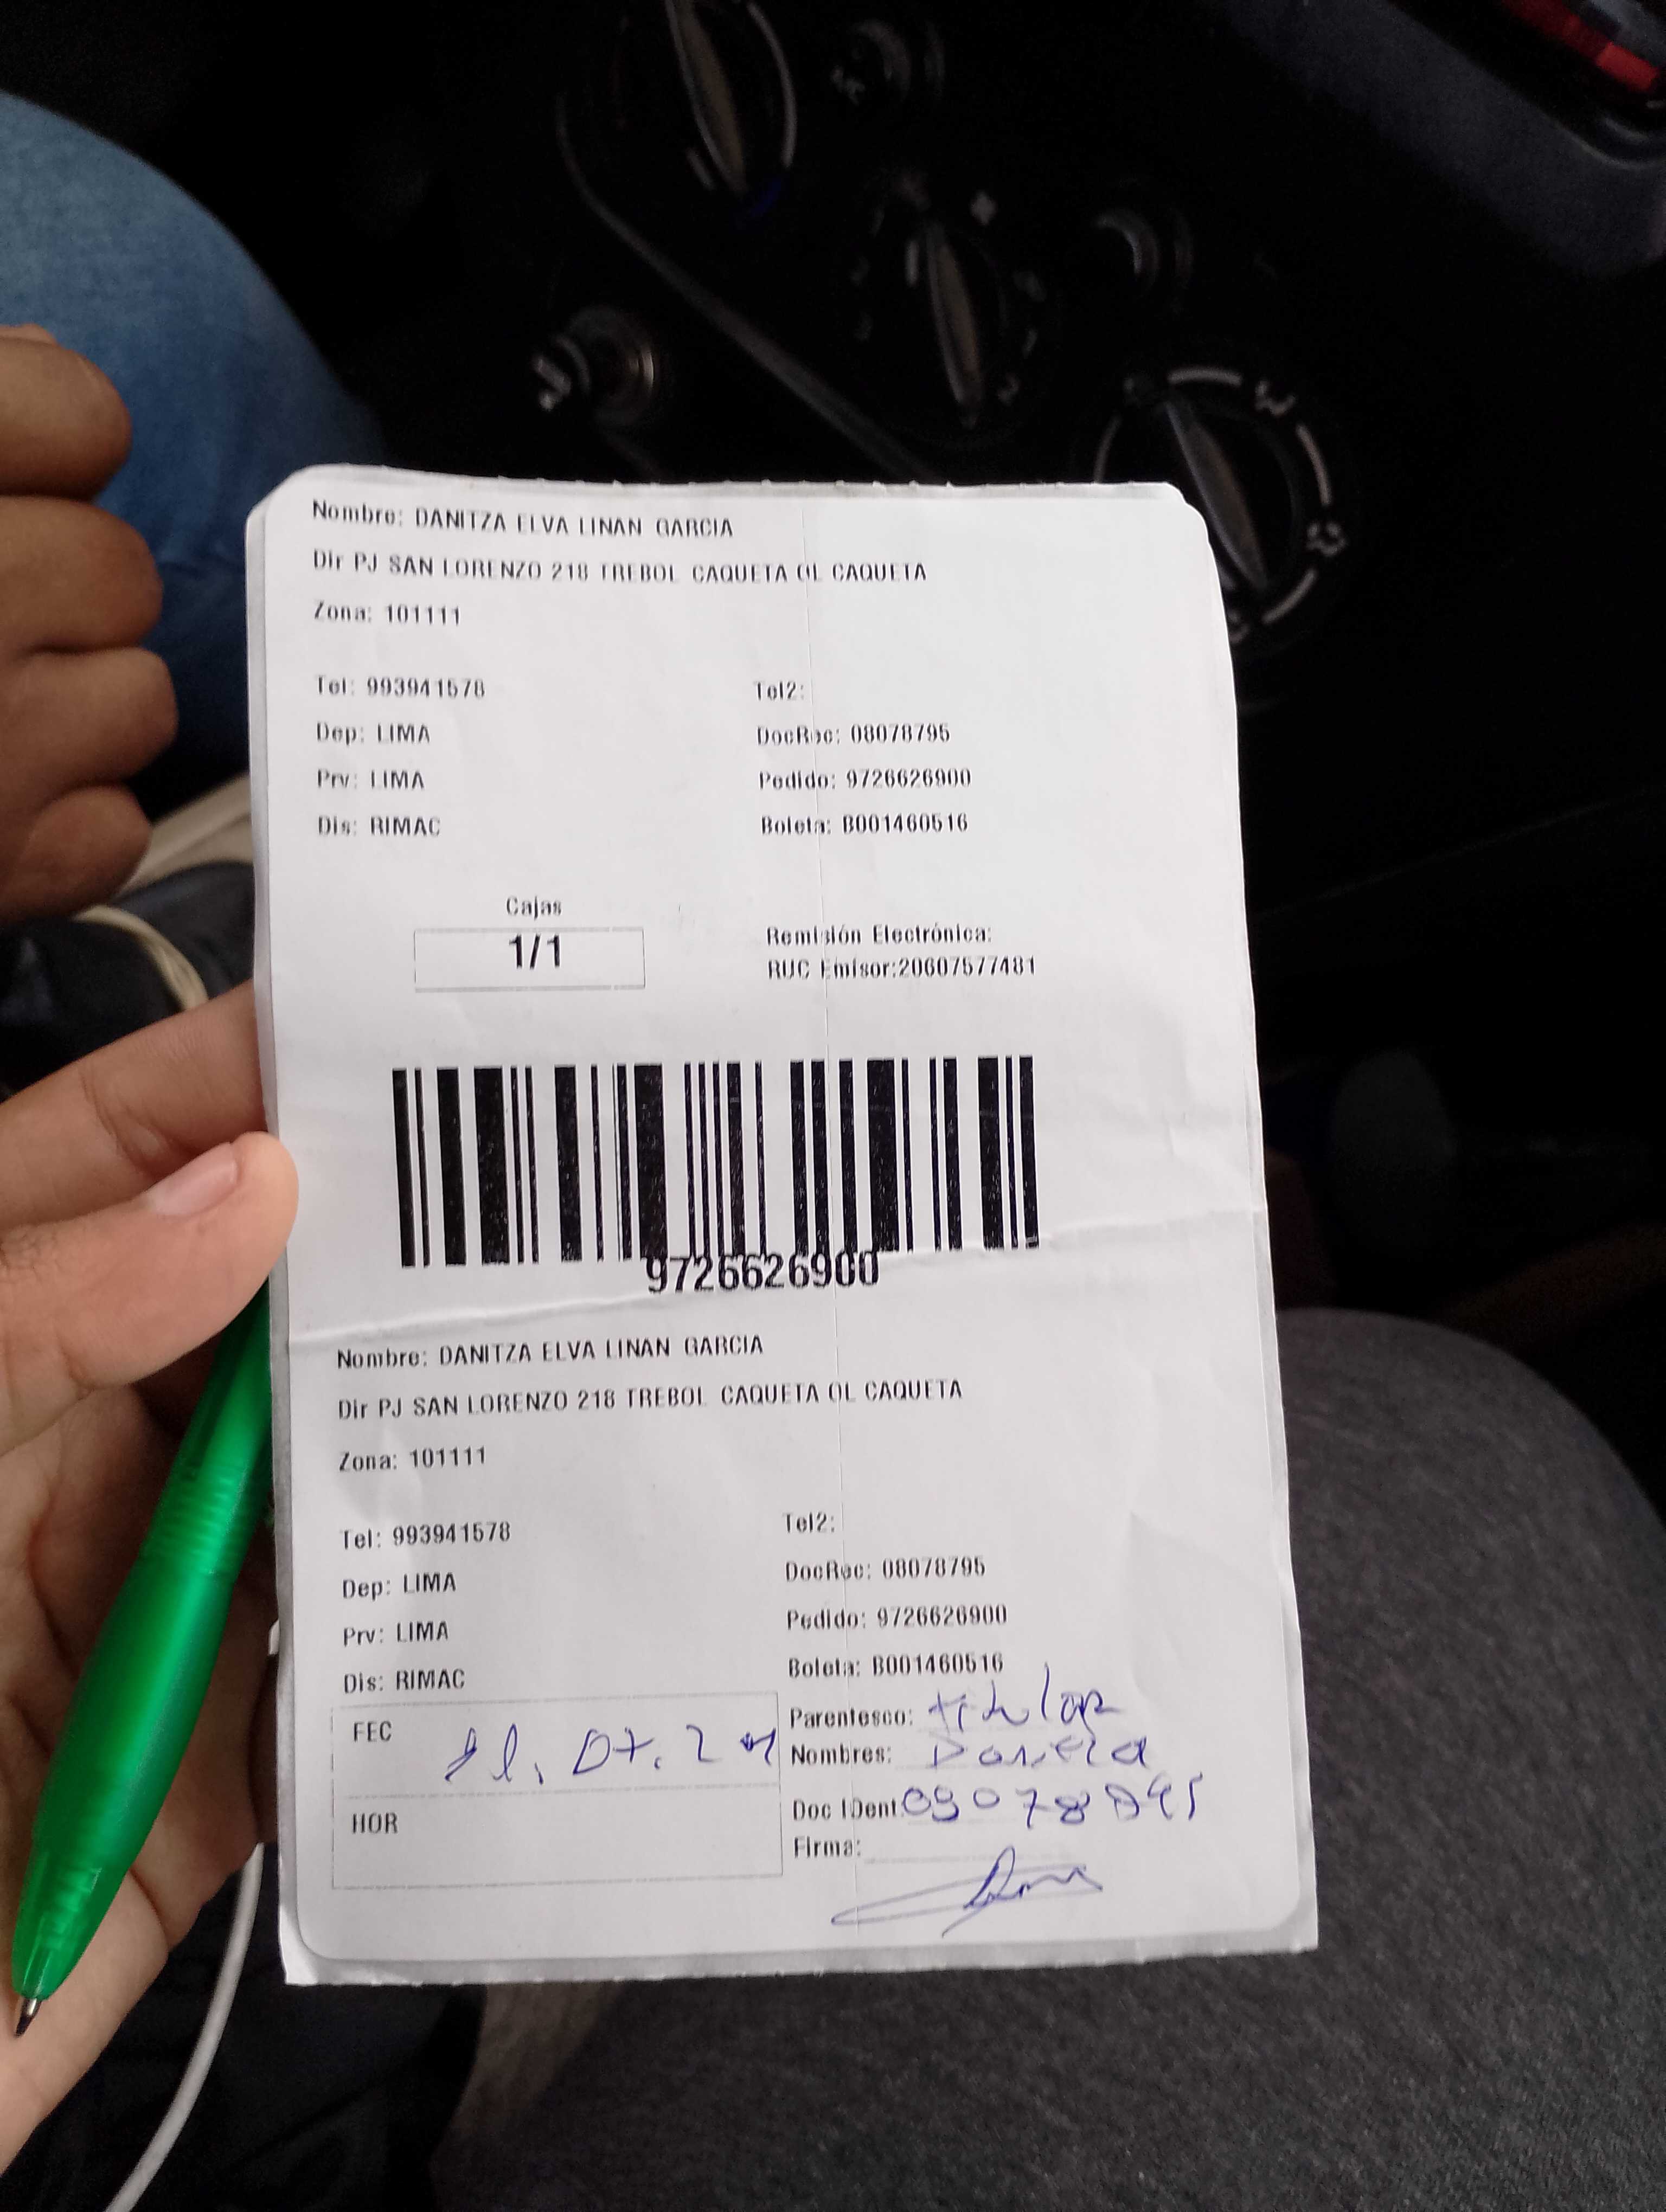 Nombre: DANITZA ELVA LINAN GARCIA
Dir PJ SAN LORENZO 218 TREBOL CAQUETA OL CAQUETA
Zona: 101111
Tel: 993941578 Tel2:
Dep: LIMA DocRec: 08078795
Prv: LIMA Pedido: 9726626900
Dis: RIMAC Boleta: B001460516
Cajas
1/1
Remisión Electrónica:
RUC Emisor:20607577481
9726626900
Nombre: DANITZA ELVA LINAN GARCIA
Dir PJ SAN LORENZO 218 TREBOL CAQUETA OL CAQUETA
Zona: 101111
Tel: 993941578 Tel2:
Dep: LIMA DocRec: 08078795
Prv: LIMA Pedido: 9726626900
Dis: RIMAC Boleta: B001460516
FEC
Parentesco: titular
Nombres:
Doc IDent:
HOR
Firma: